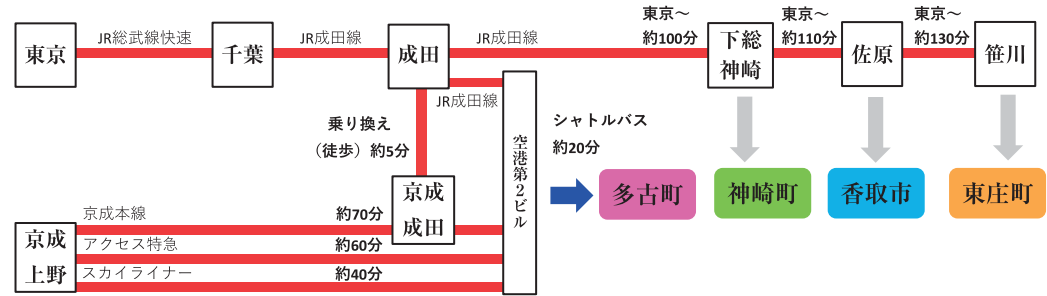 東京～
約100分
東京～
約110分
東京～
約130分
東京
JR総武線快速
千葉
JR成田線
成田
JR成田線
下総
神崎
佐原
笹川
JR成田線
乗り換え
（徒歩）約5分
空港第2ビル
シャトルバス
約20分
京成
成田
多古町
神崎町
香取市
東庄町
京成
上野
京成本線
約70分
アクセス特急
約60分
スカイライナー
約40分